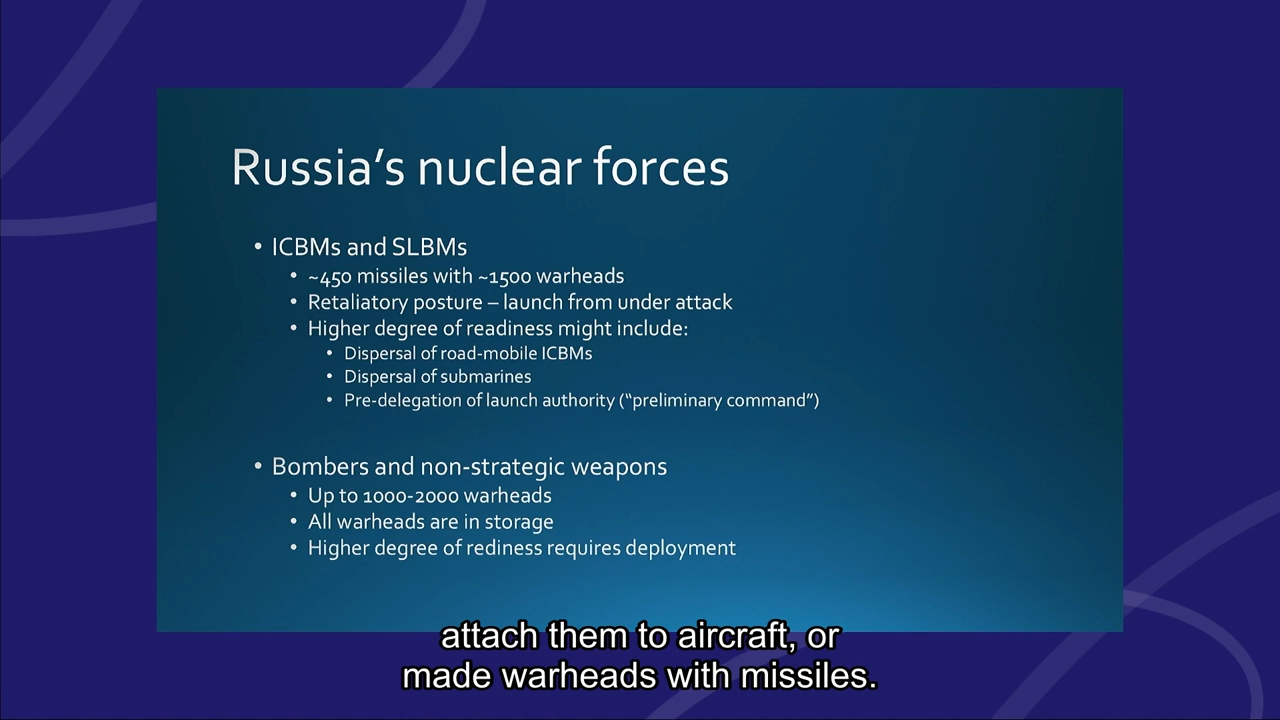 Russia’s nuclear forces
• ICBMs and SLBMs
• ~450 missiles with ~1500 warheads
• Retaliatory posture – launch from under attack
• Higher degree of readiness might include:
• Dispersal of road-mobile ICBMs
• Dispersal of submarines
• Pre-delegation of launch authority (“preliminary command”)
• Bombers and non-strategic weapons
• Up to 1000-2000 warheads
• All warheads are in storage
• Higher degree of rediness requires deployment
attach them to aircraft, or
made warheads with missiles.